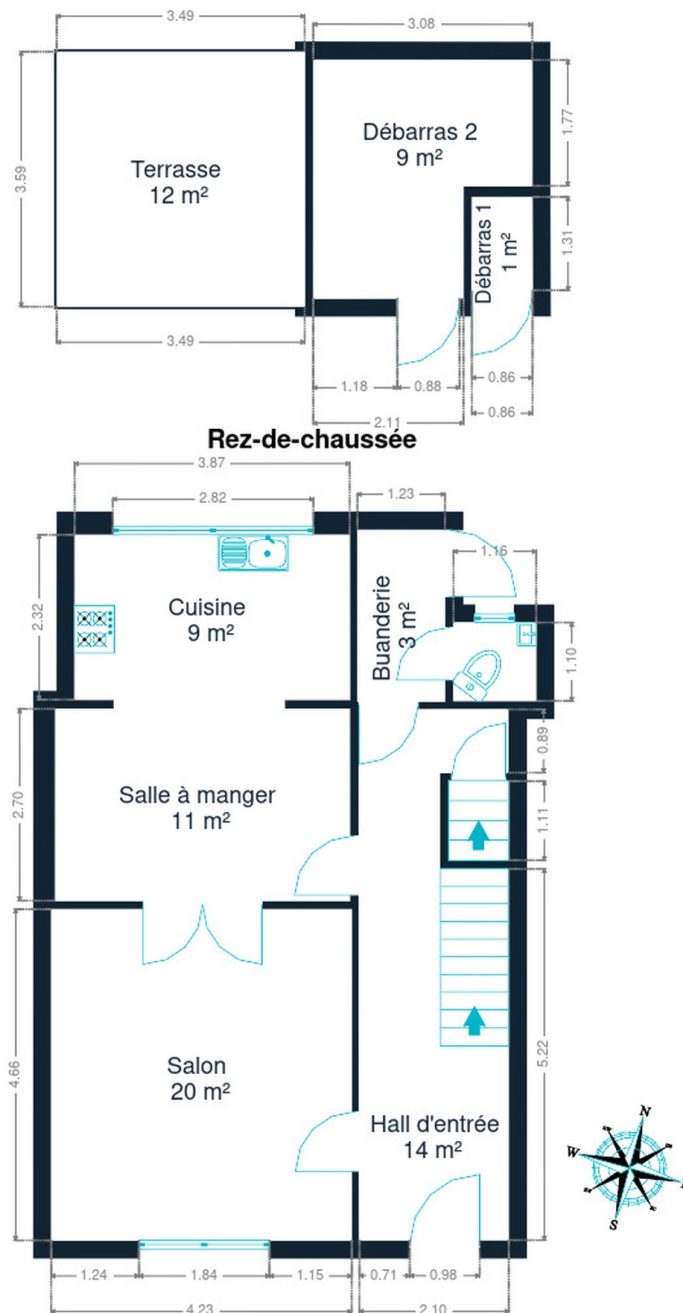 3.49
3.08
Terrasse
12 m²
3.59
Débarras 2
9 m²
1.77
Débarras 1
1 m²
1.31
3.49
1.18
0.88
0.86
2.11
0.86
Rez-de-chaussée
3.87
2.82
1.23
1.16
2.32
Cuisine
9 m²
Buanderie
3 m²
1.10
0.89
2.70
Salle à manger
11 m²
1.11
4.66
Salon
20 m²
5.22
Hall d'entrée
14 m²
N
W
S
1.24
1.84
1.15
0.71
0.98
4.23
2.10